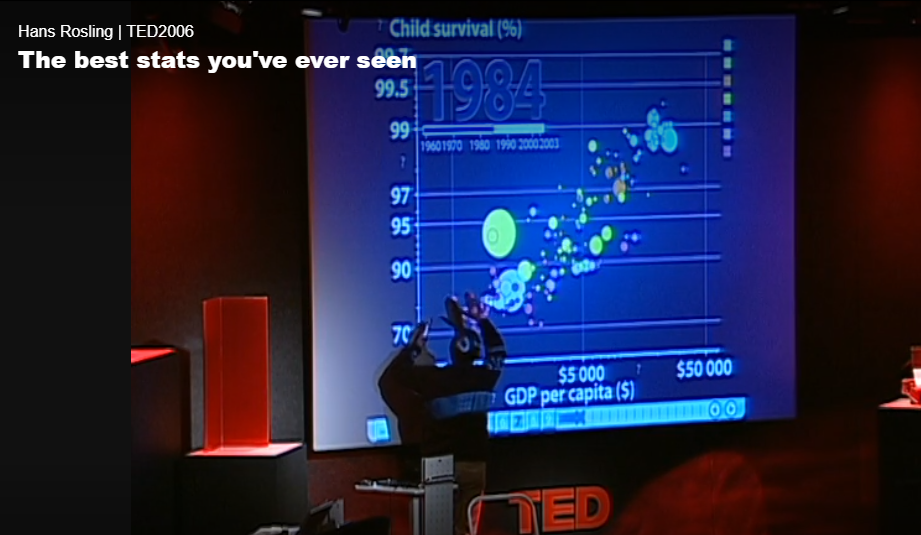 Hans Rosling | TED2006
The best stats you've ever seen
Child survival (%)
99.7
99.5
1984
99
1960 1970 1980 1990 2000 2003
?
97
95
90
70
$5 000
?
$50 000
GDP per capita ($)
TED